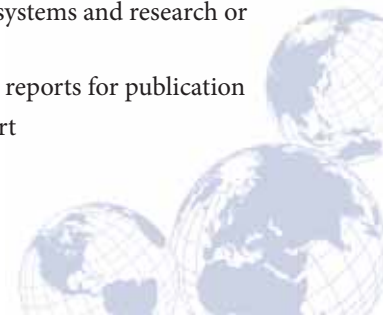 systems and research or
reports for publication
rt